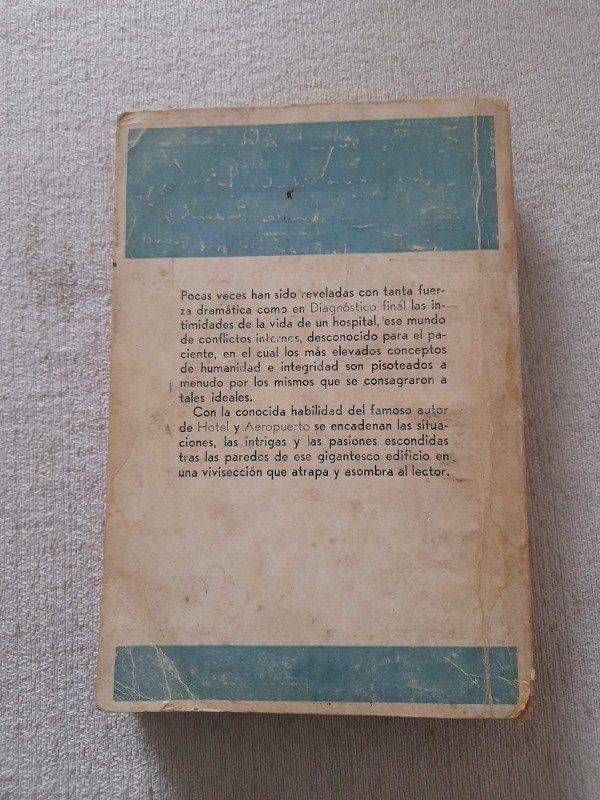 Pocas veces han sido reveladas con tanta fuer-
za dramática como en Diagnóstico final las in-
timidades de la vida de un hospital, ese mundo
de conflictos internos, desconocido para el pa-
ciente, en el cual los más elevados conceptos
de humanidad e integridad son pisoteados a
menudo por los mismos que se consagraron a
tales ideales.
Con la conocida habilidad del famoso autor
de Hotel y Aeropuerto se encadenan las situa-
ciones, las intrigas y las pasiones escondidas
tras las paredes de ese gigantesco edificio en
una vivisección que atrapa y asombra al lector.